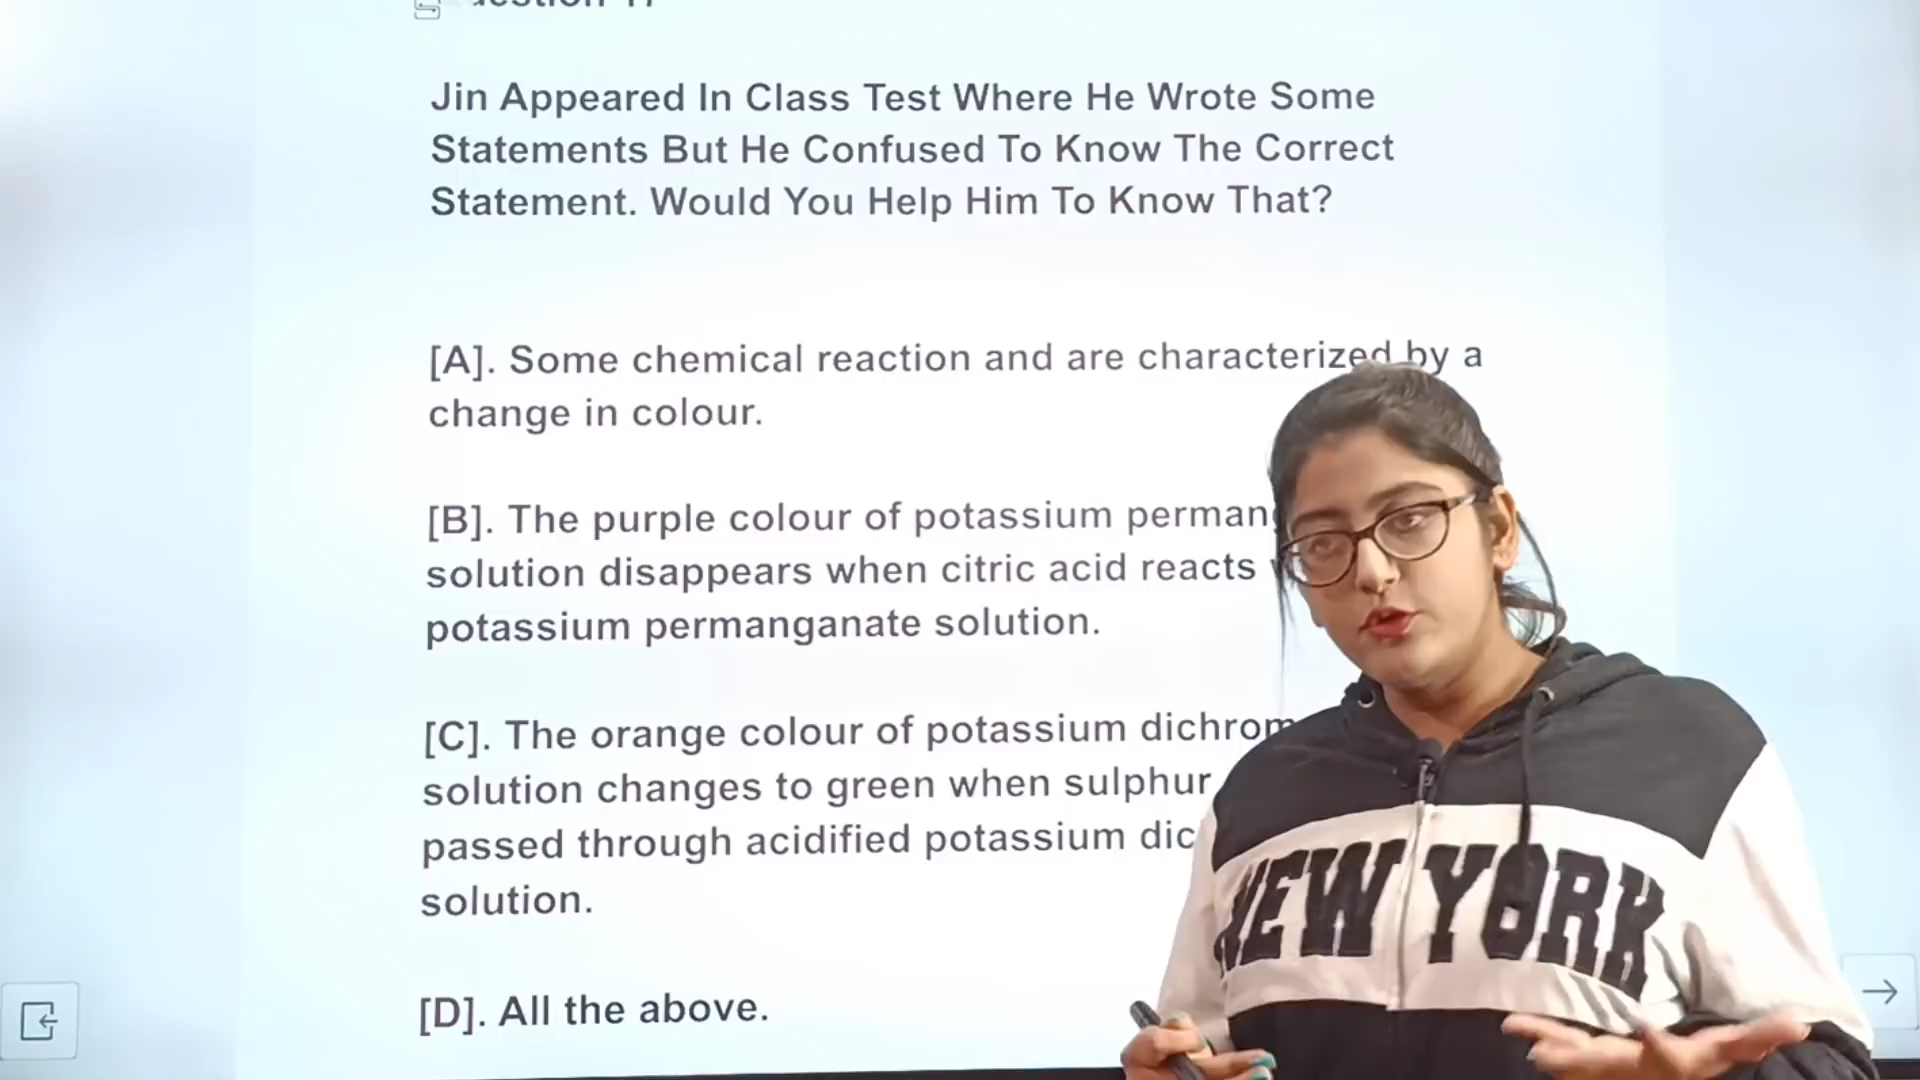 Jin Appeared In Class Test Where He Wrote Some
Statements But He Confused To Know The Correct
Statement. Would You Help Him To Know That?
[A]. Some chemical reaction and are characterized by a
change in colour.
[B]. The purple colour of potassium perman
solution disappears when citric acid reacts
potassium permanganate solution.
[C]. The orange colour of potassium dichrom
solution changes to green when sulphur
passed through acidified potassium dic
solution.
[D]. All the above.
NEW YORK